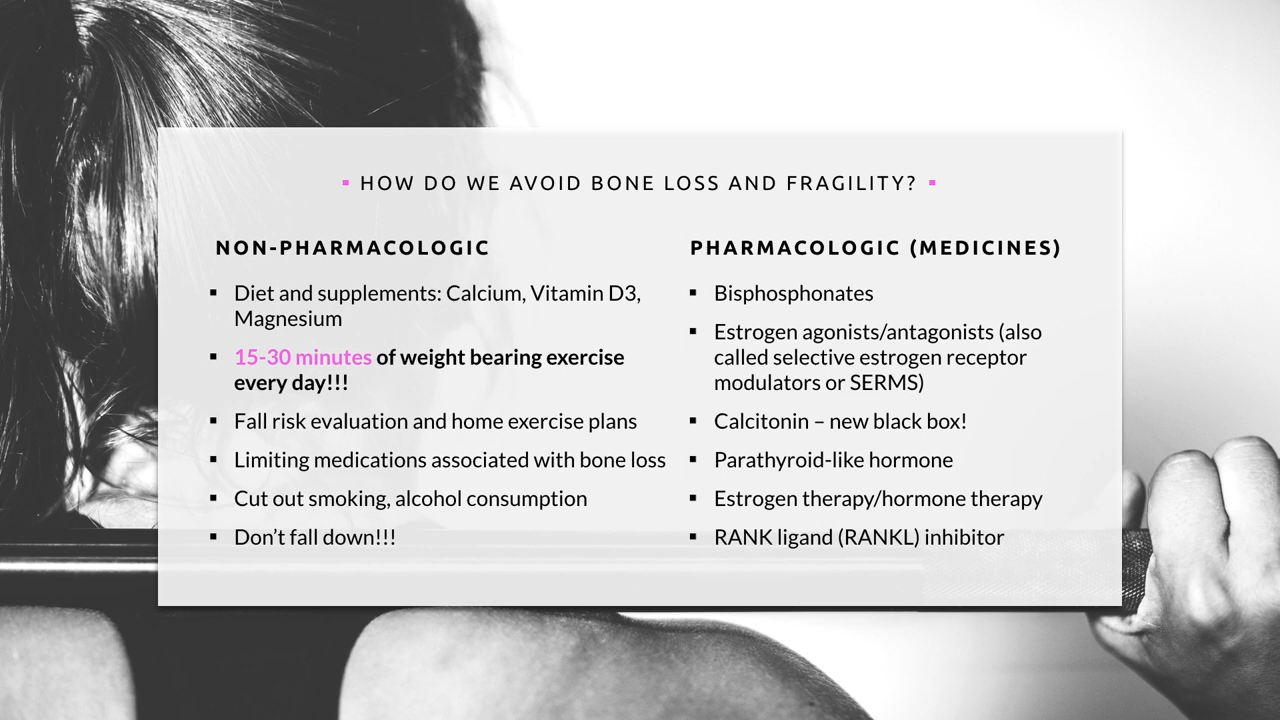 HOW DO WE AVOID BONE LOSS AND FRAGILITY?
NON-PHARMACOLOGIC
▪ Diet and supplements: Calcium, Vitamin D3,
Magnesium
▪ 15-30 minutes of weight bearing exercise
every day!!!
▪ Fall risk evaluation and home exercise plans
▪ Limiting medications associated with bone loss
▪ Cut out smoking, alcohol consumption
▪ Don’t fall down!!!
PHARMACOLOGIC (MEDICINES)
▪ Bisphosphonates
▪ Estrogen agonists/antagonists (also
called selective estrogen receptor
modulators or SERMS)
▪ Calcitonin – new black box!
▪ Parathyroid-like hormone
▪ Estrogen therapy/hormone therapy
▪ RANK ligand (RANKL) inhibitor